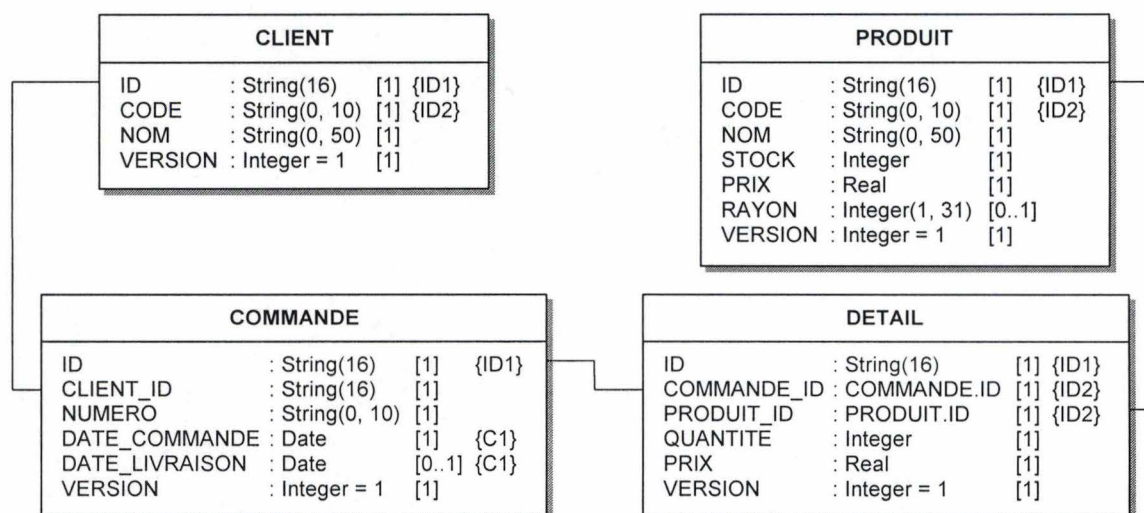 CLIENT
ID : String(16) [1] {ID1}
CODE : String(0, 10) [1] {ID2}
NOM : String(0, 50) [1]
VERSION : Integer = 1 [1]
PRODUIT
ID : String(16) [1] {ID1}
CODE : String(0, 10) [1] {ID2}
NOM : String(0, 50) [1]
STOCK : Integer [1]
PRIX : Real [1]
RAYON : Integer(1, 31) [0..1]
VERSION : Integer = 1 [1]
COMMANDE
ID : String(16) [1] {ID1}
CLIENT_ID : String(16) [1]
NUMERO : String(0, 10) [1]
DATE_COMMANDE : Date [1] {C1}
DATE_LIVRAISON : Date [0..1] {C1}
VERSION : Integer = 1 [1]
DETAIL
ID : String(16) [1] {ID1}
COMMANDE_ID : COMMANDE.ID [1] {ID2}
PRODUIT_ID : PRODUIT.ID [1] {ID2}
QUANTITE : Integer [1]
PRIX : Real [1]
VERSION : Integer = 1 [1]